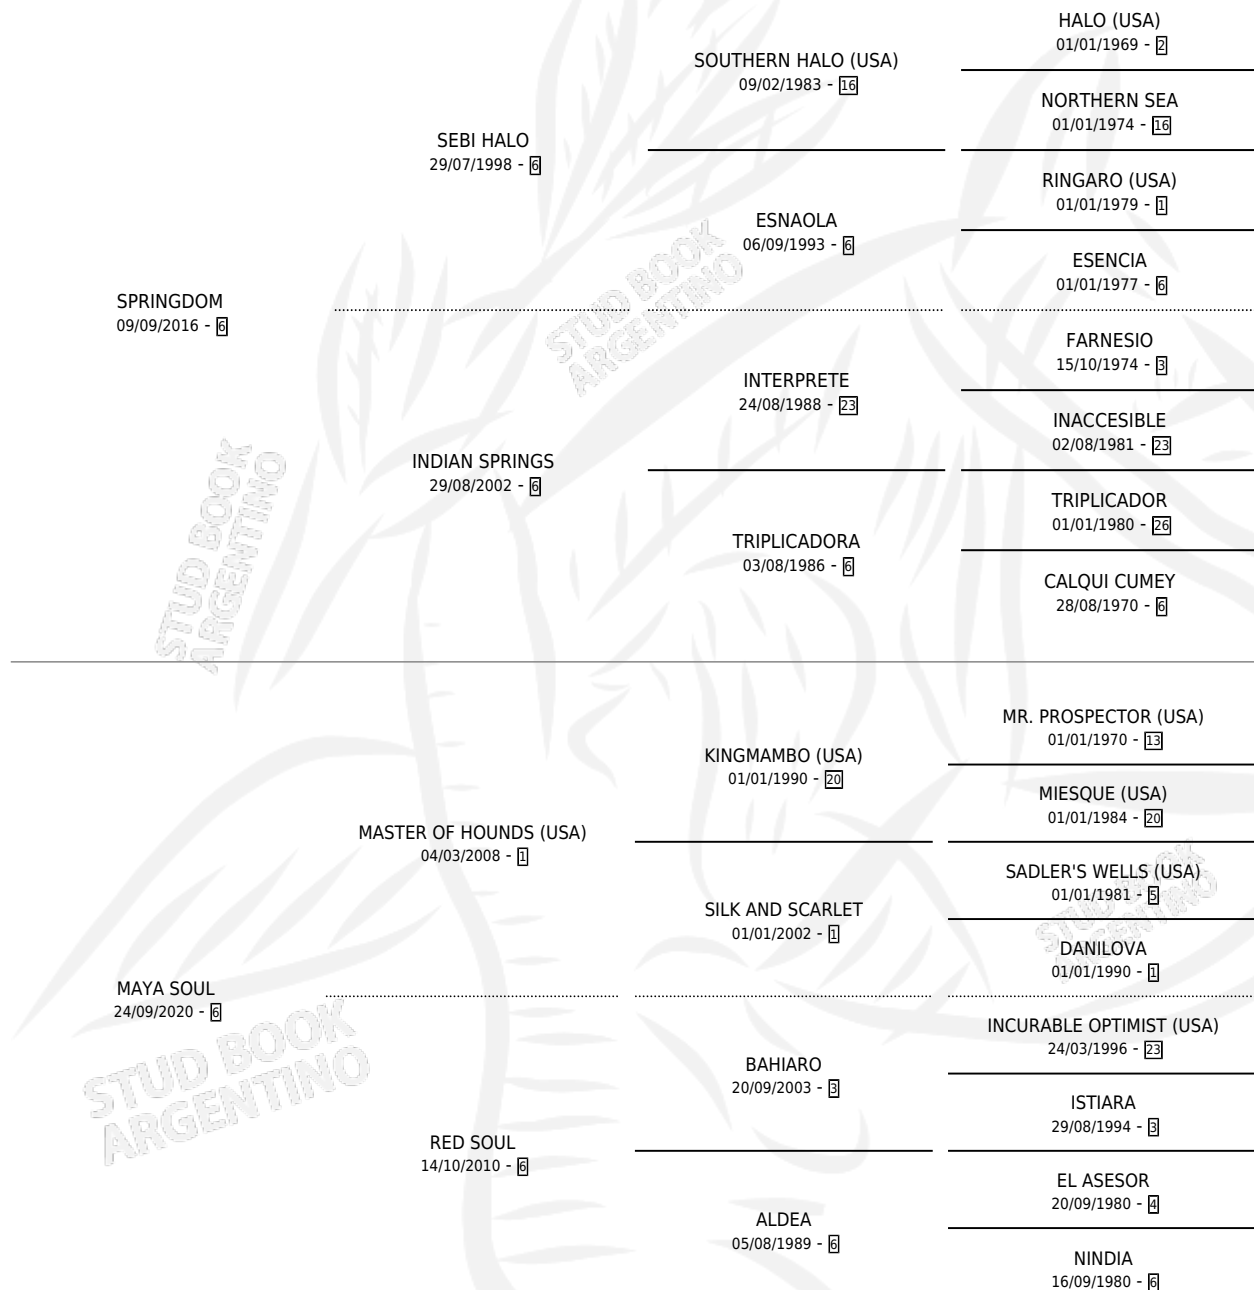 HALO (USA)
01/01/1969 - 2
SOUTHERN HALO (USA)
09/02/1983 - 16
NORTHERN SEA
01/01/1974 - 16
SEBI HALO
29/07/1998 - 6
RINGARO (USA)
01/01/1979 - 1
ESNAOLA
06/09/1993 - 6
ESENCIA
01/01/1977 - 6
SPRINGDOM
09/09/2016 - 6
FARNESIO
15/10/1974 - 3
INTERPRETE
24/08/1988 - 23
INACCESIBLE
02/08/1981 - 23
INDIAN SPRINGS
29/08/2002 - 6
TRIPLICADOR
01/01/1980 - 26
TRIPLICADORA
03/08/1986 - 6
CALQUI CUMEY
28/08/1970 - 6
MR. PROSPECTOR (USA)
01/01/1970 - 13
KINGMAMBO (USA)
01/01/1990 - 20
MIESQUE (USA)
01/01/1984 - 20
MASTER OF HOUNDS (USA)
04/03/2008 - 1
SADLER'S WELLS (USA)
01/01/1981 - 5
SILK AND SCARLET
01/01/2002 - 1
DANILOVA
01/01/1990 - 1
MAYA SOUL
24/09/2020 - 6
INCURABLE OPTIMIST (USA)
24/03/1996 - 23
BAHIARO
20/09/2003 - 3
ISTIARA
29/08/1994 - 3
RED SOUL
14/10/2010 - 6
EL ASESOR
20/09/1980 - 4
ALDEA
05/08/1989 - 6
NINDIA
16/09/1980 - 6
STUD BOOK
ARGENTINO
STUD BOOK
ARGENTINO
STUD BOOK
ARGENTINO
STUD BOOK
ARGENTINO